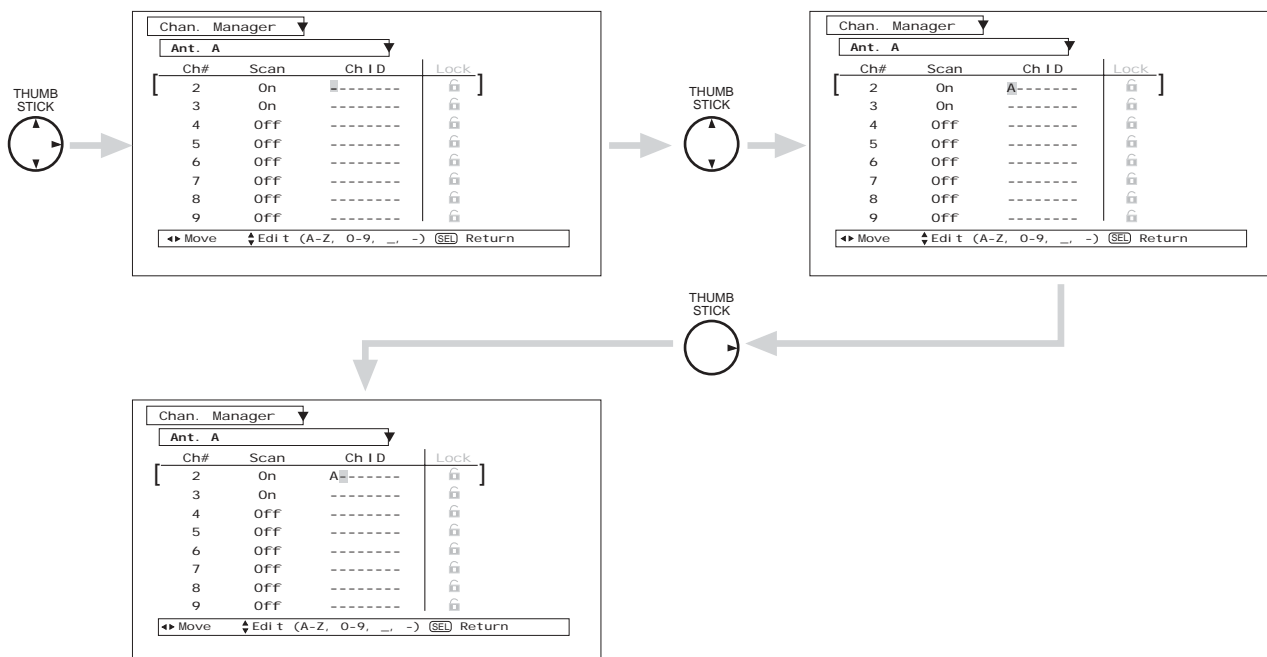 THUMB
STICK
Chan. Manager
Ant. A
Ch# Scan Ch ID Lock
[ 2 On -------- ]
3 On --------
4 Off --------
5 Off --------
6 Off --------
7 Off --------
8 Off --------
9 Off --------
Move Edit (A-Z, 0-9, _, -) SEL Return
THUMB
STICK
Chan. Manager
Ant. A
Ch# Scan Ch ID Lock
[ 2 On A------- ]
3 On --------
4 Off --------
5 Off --------
6 Off --------
7 Off --------
8 Off --------
9 Off --------
Move Edit (A-Z, 0-9, _, -) SEL Return
THUMB
STICK
Chan. Manager
Ant. A
Ch# Scan Ch ID Lock
[ 2 On A------- ]
3 On --------
4 Off --------
5 Off --------
6 Off --------
7 Off --------
8 Off --------
9 Off --------
Move Edit (A-Z, 0-9, _, -) SEL Return